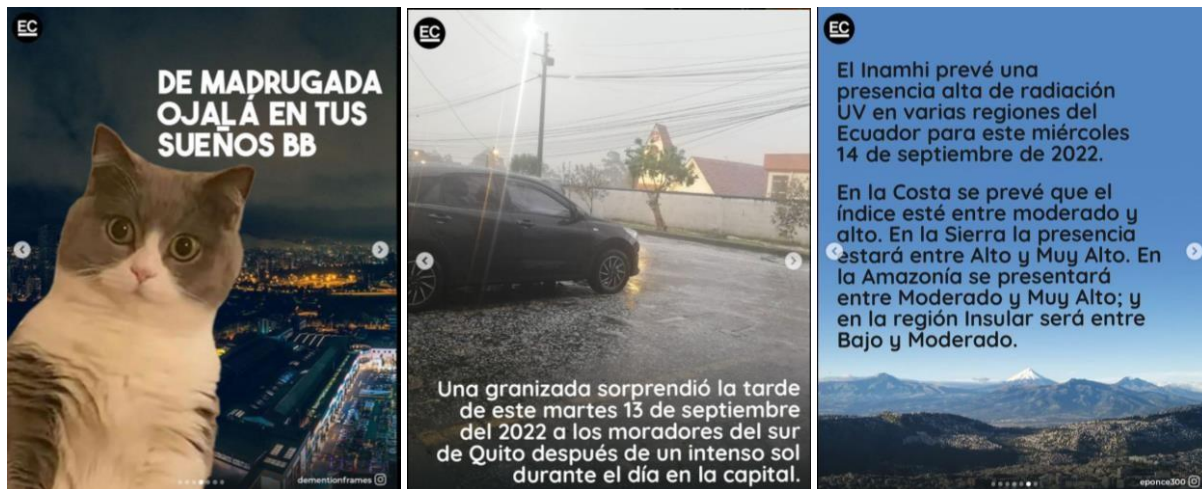 EC
DE MADRUGADA
OJALÁ EN TUS
SUEÑOS BB
dementionframes
EC
Una granizada sorprendió la tarde
de este martes 13 de septiembre
del 2022 a los moradores del sur
de Quito después de un intenso sol
durante el día en la capital.
EC
El Inamhi prevé una
presencia alta de radiación
UV en varias regiones del
Ecuador para este miércoles
14 de septiembre de 2022.
En la Costa se prevé que el
índice esté entre moderado y
alto. En la Sierra la presencia
estará entre Alto y Muy Alto. En
la Amazonía se presentará
entre Moderado y Muy Alto; y
en la región Insular será entre
Bajo y Moderado.
eponce300